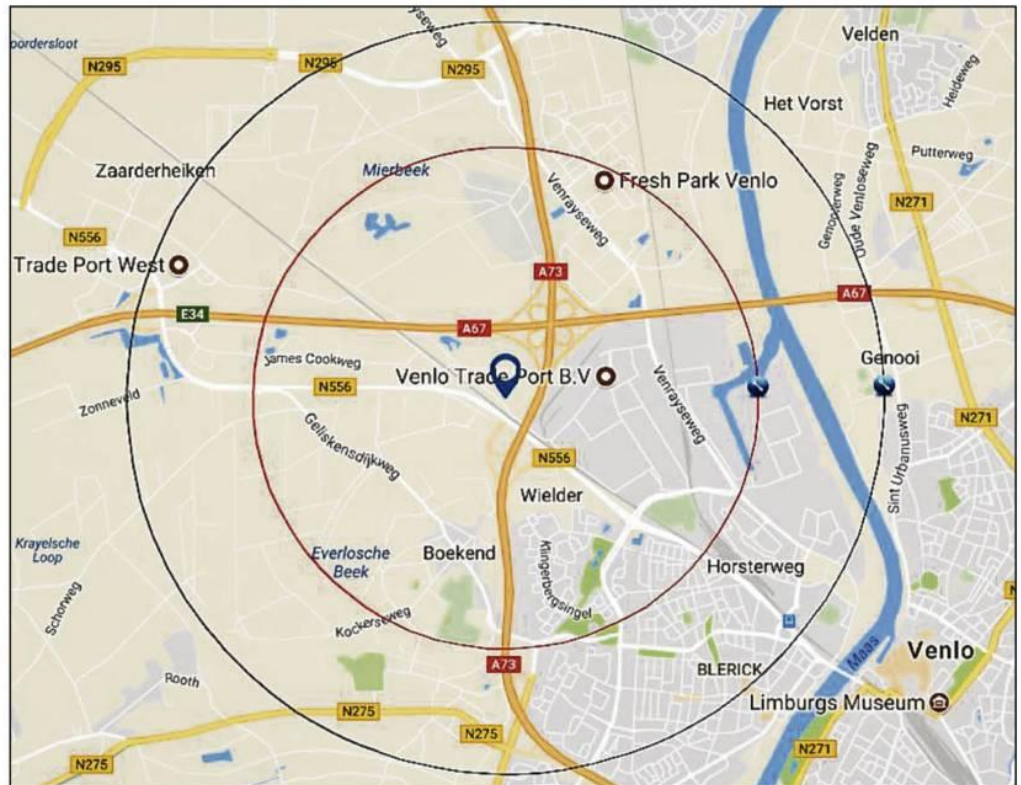 yseweg
Velden
oordersloot
N295
N295
N295
Heideweg
Het Vorst
Putterweg
Zaarderheiken
Mierbeek
Fresh Park Venlo
Venrayseweg
Genooierweg
Oude Venloseweg
N271
N556
Trade Port West
A73
A67
E34
A67
James Cookweg
Genooi
N556
Venlo Trade Port B.V
Zonneveld
Venrayseweg
N271
Geliskensdijkweg
N556
Sint Urbanusweg
Wielder
Krayelsche
Loop
Everlosche
Beek
Boekend
Klingerbergsingel
Horsterweg
Schorweg
Kockerseweg
Maas
Venlo
A73
BLERICK
Rooth
Limburgs Museum
N275
N275
N271
N275